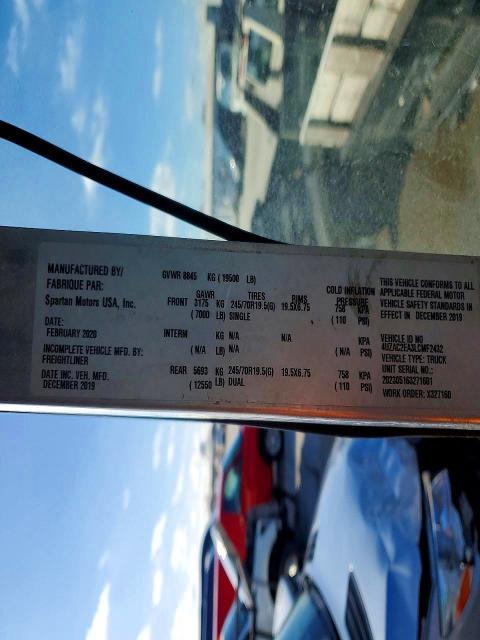 MANUFACTURED BY/
FABRIQUE PAR:
Spartan Motors USA, Inc.
DATE:
FEBRUARY 2020
INCOMPLETE VEHICLE MFD. BY:
FREIGHTLINER
DATE INC. VEH. MFD.
DECEMBER 2019
GVWR 8845 KG ( 19500 LB)
GAWR TIRES RIMS COLD INFLATION PRESSURE
FRONT 3175 KG 245/70R19.5(G) 19.5X6.75 758 KPA
( 7000 LB) SINGLE ( 110 PSI)
INTERM KG N/A N/A KPA
( N/A LB) N/A ( N/A PSI)
REAR 5693 KG 245/70R19.5(G) 19.5X6.75 758 KPA
( 12550 LB) DUAL ( 110 PSI)
THIS VEHICLE CONFORMS TO ALL
APPLICABLE FEDERAL MOTOR
VEHICLE SAFETY STANDARDS IN
EFFECT IN DECEMBER 2019
VEHICLE ID NO
4UZAC2EA3LCMF2432
VEHICLE TYPE: TRUCK
UNIT SERIAL NO.:
202305163271601
WORK ORDER: X327160